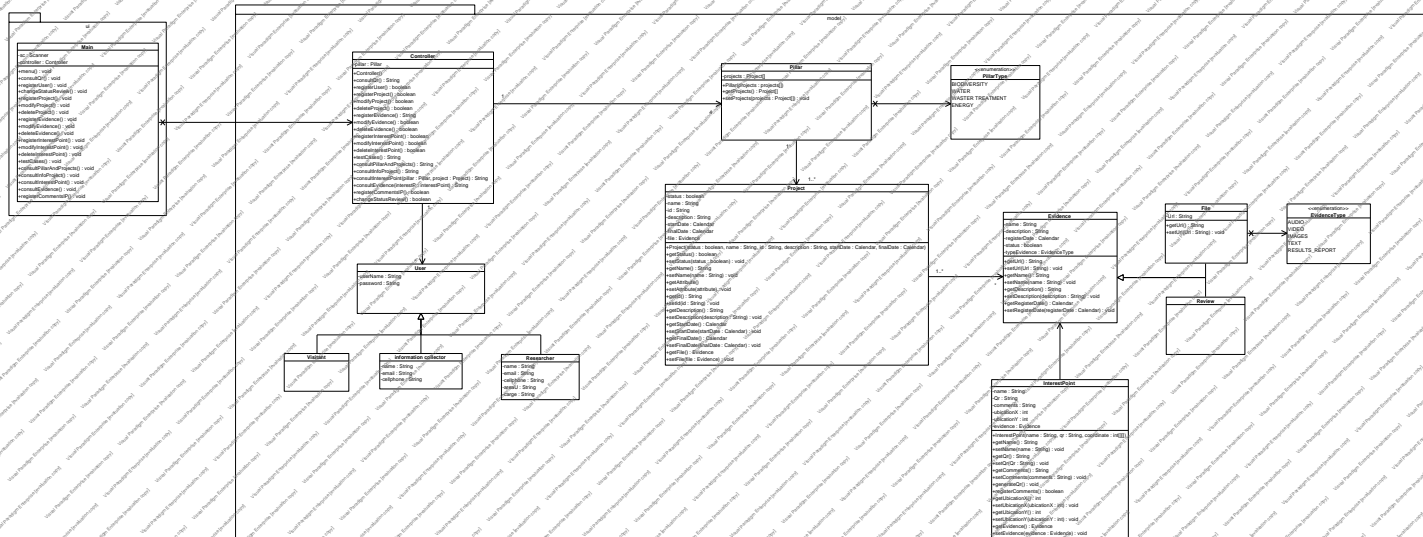 ui
model
Main
-sc : Scanner
-controller : Controller
+menu() : void
+consultQr() : void
+registerUser() : void
+changeStatusReview() : void
+registerProject() : void
+modifyProject() : void
+deleteProject() : void
+registerEvidence() : void
+modifyEvidence() : void
+deleteEvidence() : void
+registerInterestPoint() : void
+modifyInterestPoint() : void
+deleteInterestPoint() : void
+testCases() : void
+consultPillarAndProjects() : void
+consultInfoProject() : void
+consultInterestPoint() : void
+consultEvidence() : void
+registerCommentsIP() : void
Controller
-pillar : Pillar
+Controller()
+consultQr() : String
+registerUser() : boolean
+registerProject() : boolean
+modifyProject() : boolean
+deleteProject() : boolean
+registerEvidence() : String
+modifyEvidence() : boolean
+deleteEvidence() : boolean
+registerInterestPoint() : boolean
+modifyInterestPoint() : boolean
+deleteInterestPoint() : boolean
+testCases() : String
+consultPillarAndProjects() : String
+consultInfoProject() : String
+consultInterestPoint(pillar : Pillar, project : Project) : String
+consultEvidence(interestP : interestPoint) : String
+registerCommentsIP() : boolean
+changeStatusReview() : boolean
Pillar
-projects : Project[]
+Pillar(projects : projects[])
+getProjects() : Project[]
+setProjects(projects : Project[]) : void
<<enumeration>>
PillarType
BIODIVERSITY
WATER
WASTER TREATMENT
ENERGY
User
-userName : String
-password : String
Visitant
information collector
-name : String
-email : String
-cellphone : String
Researcher
-name : String
-email : String
-cellphone : String
-areaU : String
-carge : String
1..*
Project
-status : boolean
-name : String
-id : String
-description : String
-startDate : Calendar
-finalDate : Calendar
-file : Evidence
+Project(status : boolean, name : String, id : String, description : String, startDate : Calendar, finalDate : Calendar)
+getStatus() : boolean
+setStatus(status : boolean) : void
+getName() : String
+setName(name : String) : void
+getAttribute()
+setAttribute(attribute) : void
+getId() : String
+setId(id : String) : void
+getDescription() : String
+setDescription(description : String) : void
+getStartDate() : Calendar
+setStartDate(startDate : Calendar) : void
+getFinalDate() : Calendar
+setFinalDate(finalDate : Calendar) : void
+getFile() : Evidence
+setFile(file : Evidence) : void
1..*
Evidence
-name : String
-description : String
-registerDate : Calendar
-status : boolean
-typeEvidence : EvidenceType
+getUrl() : String
+setUrl(Url : String) : void
+getName() : String
+setName(name : String) : void
+getDescription() : String
+setDescription(description : String) : void
+getRegisterDate() : Calendar
+setRegisterDate(registerDate : Calendar) : void
File
-Url : String
+getUrl() : String
+setUrl(Url : String) : void
<<enumeration>>
EvidenceType
AUDIO
VIDEO
IMAGES
TEXT
RESULTS_REPORT
Review
InterestPoint
-name : String
-Qr : String
-comments : String
-ubicationX : int
-ubicationY : int
-evidence : Evidence
+InterestPoint(name : String, qr : String, coordinate : int[][])
+getName() : String
+setName(name : String) : void
+getQr() : String
+setQr(Qr : String) : void
+getComments() : String
+setComments(comments : String) : void
+generateQr() : void
+registerComments() : boolean
+getUbicationX() : int
+setUbicationX(ubicationX : int) : void
+getUbicationY() : int
+setUbicationY(ubicationY : int) : void
+getEvidence() : Evidence
+setEvidence(evidence : Evidence) : void